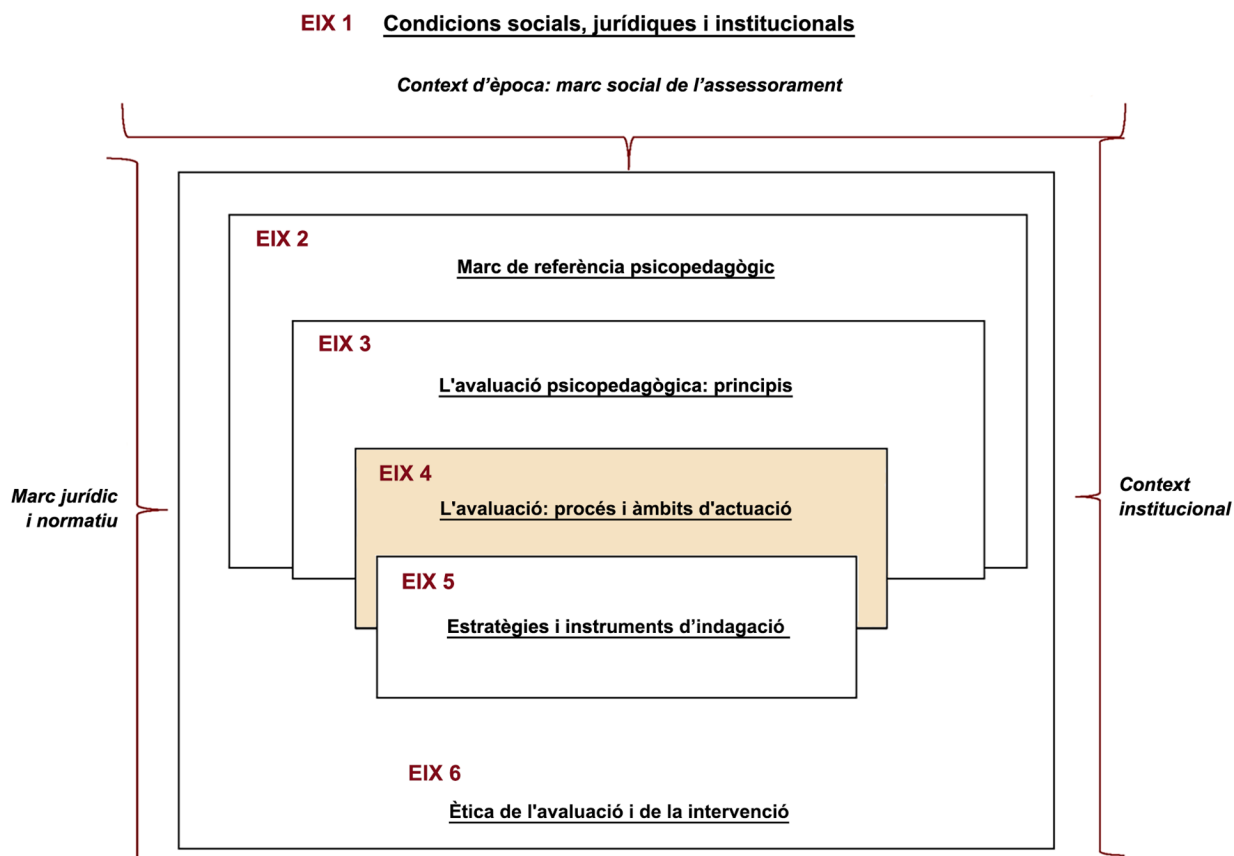 EIX 1 Condicions socials, jurídiques i institucionals
Context d'època: marc social de l'assessorament
EIX 2
Marc de referència psicopedagògic
EIX 3
L'avaluació psicopedagògica: principis
EIX 4
L'avaluació: procés i àmbits d'actuació
Marc jurídic
i normatiu
Context
institucional
EIX 5
Estratègies i instruments d’indagació
EIX 6
Ètica de l'avaluació i de la intervenció